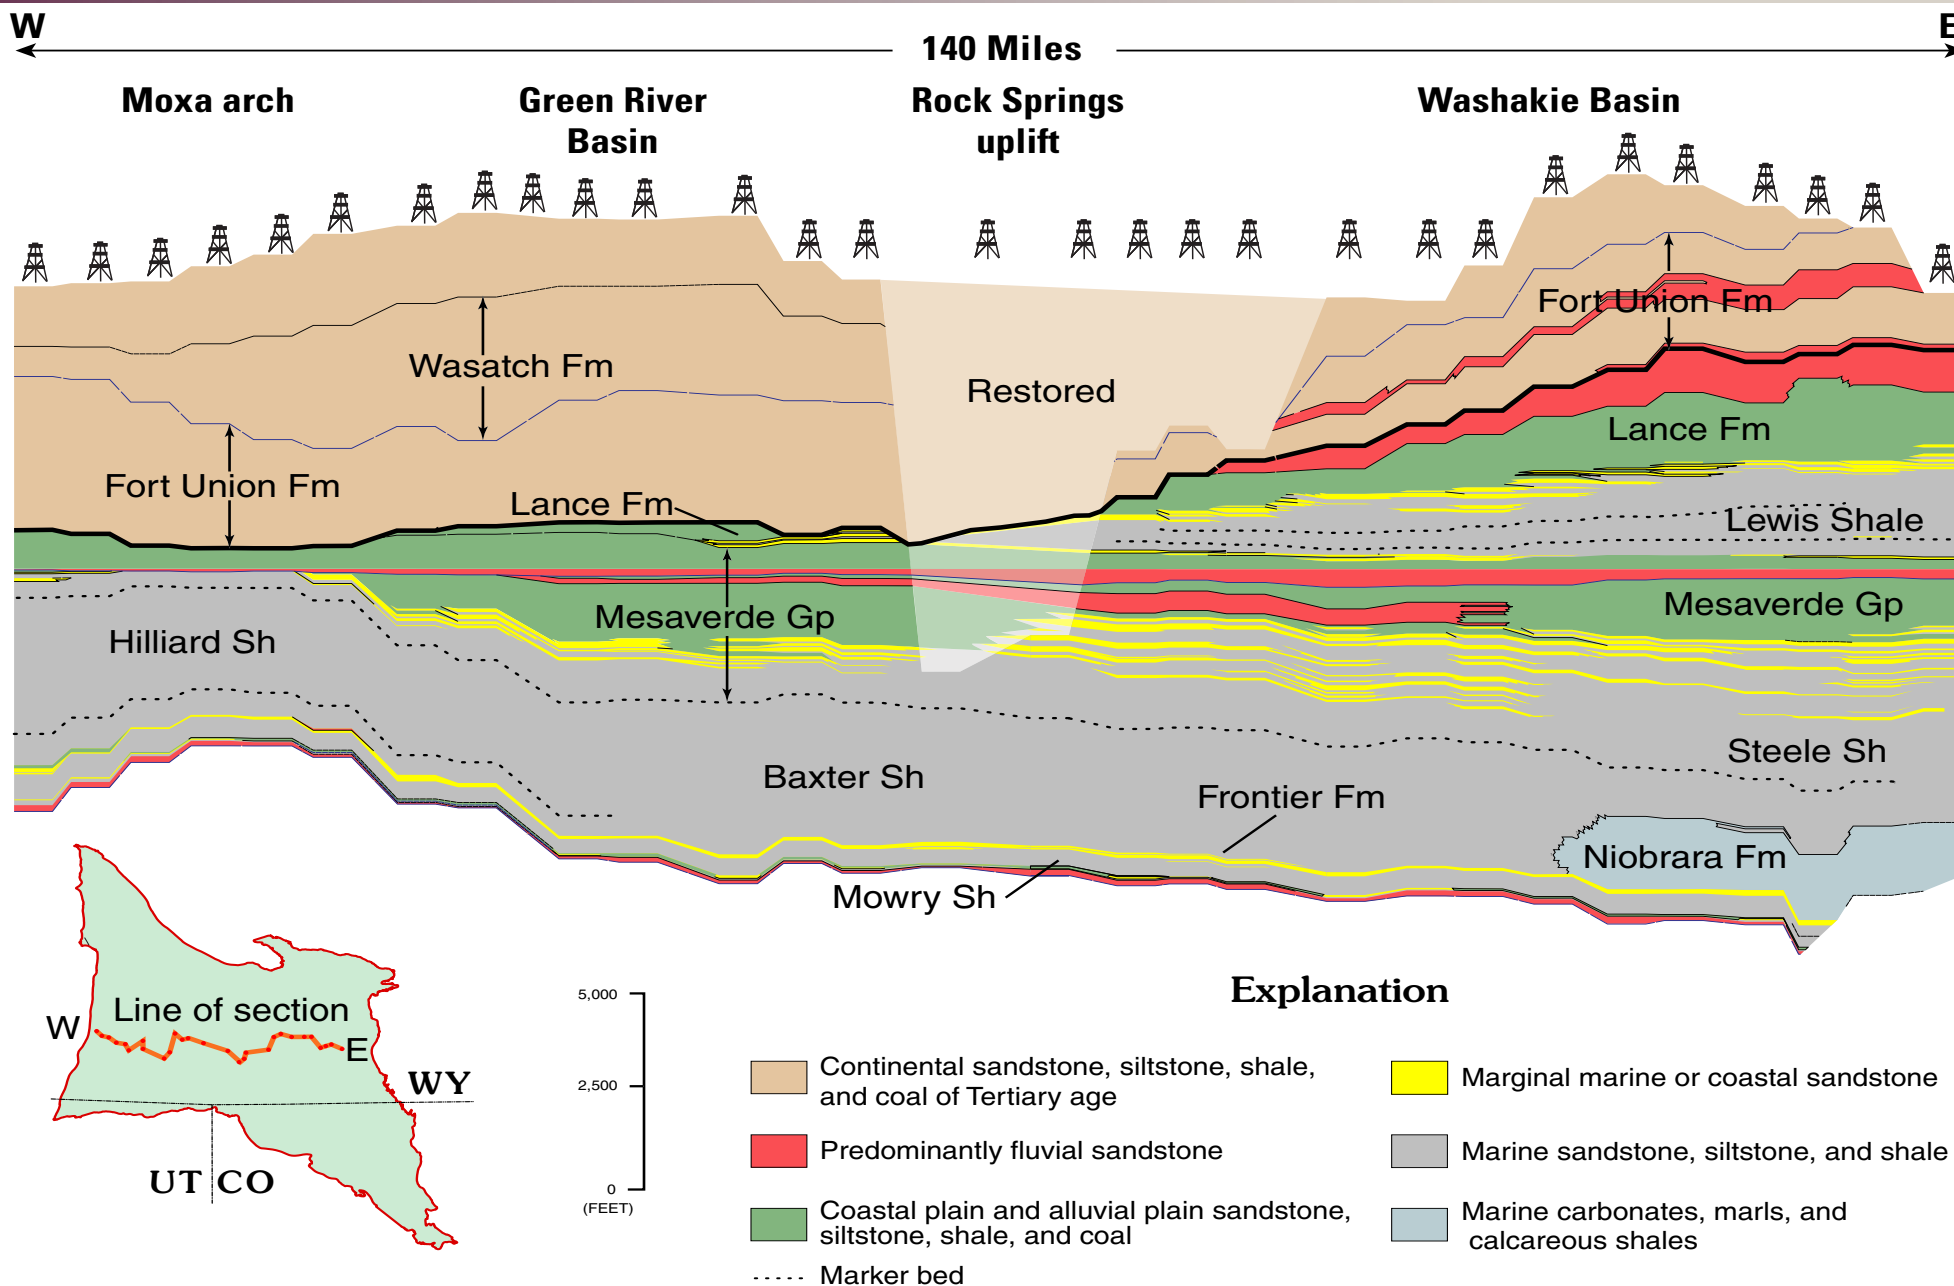 W
E
140 Miles
Moxa arch
Green River
Basin
Rock Springs
uplift
Washakie Basin
Fort Union Fm
Wasatch Fm
Restored
Lance Fm
Fort Union Fm
Lance Fm
Lewis Shale
Mesaverde Gp
Mesaverde Gp
Hilliard Sh
Steele Sh
Baxter Sh
Frontier Fm
Niobrara Fm
Mowry Sh
Line of section
W
E
WY
UT
CO
5,000
2,500
0
(FEET)
Explanation
Continental sandstone, siltstone, shale,
and coal of Tertiary age
Predominantly fluvial sandstone
Coastal plain and alluvial plain sandstone,
siltstone, shale, and coal
Marker bed
Marginal marine or coastal sandstone
Marine sandstone, siltstone, and shale
Marine carbonates, marls, and
calcareous shales